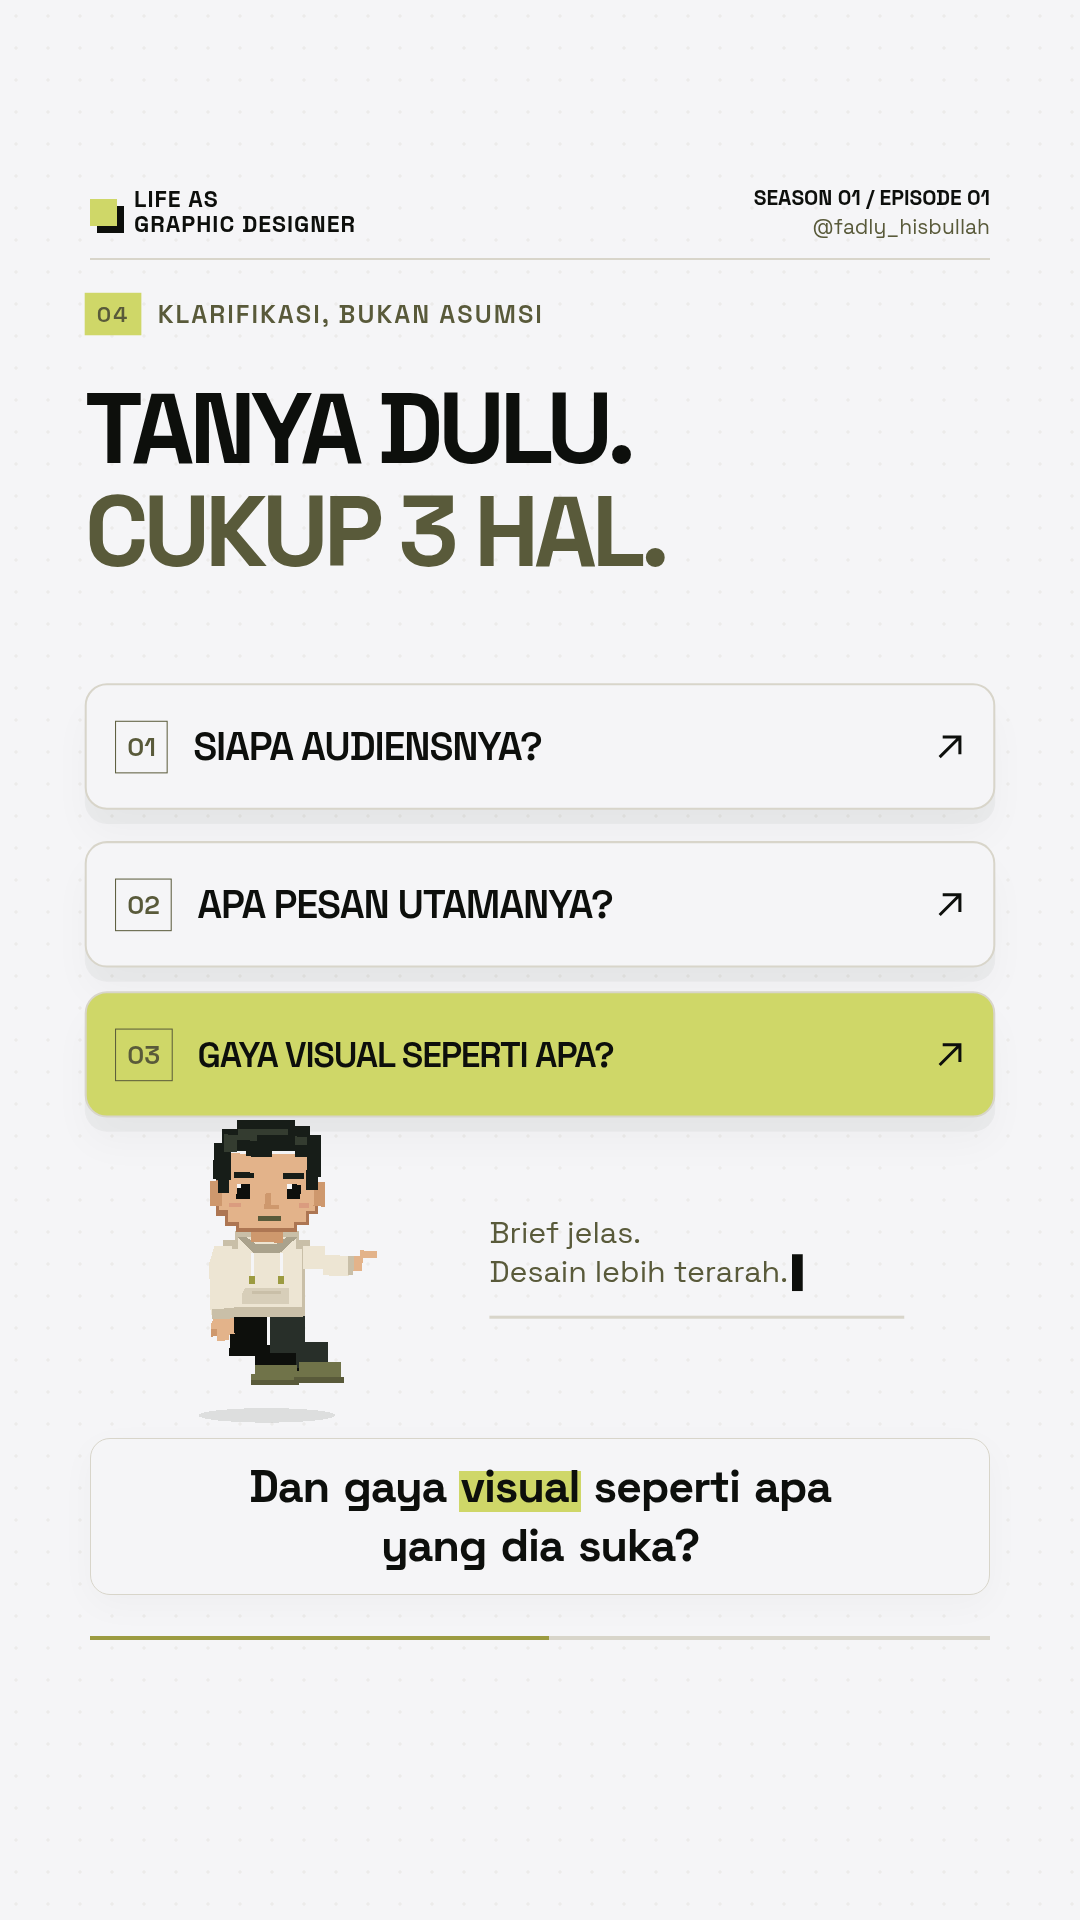 LIFE AS
GRAPHIC DESIGNER
SEASON 01 / EPISODE 01
@fadly_hisbullah
04 KLARIFIKASI, BUKAN ASUMSI
TANYA DULU.
CUKUP 3 HAL.
01 SIAPA AUDIENSNYA?
02 APA PESAN UTAMANYA?
03 GAYA VISUAL SEPERTI APA?
Brief jelas.
Desain lebih terarah.
Dan gaya visual seperti apa
yang dia suka?